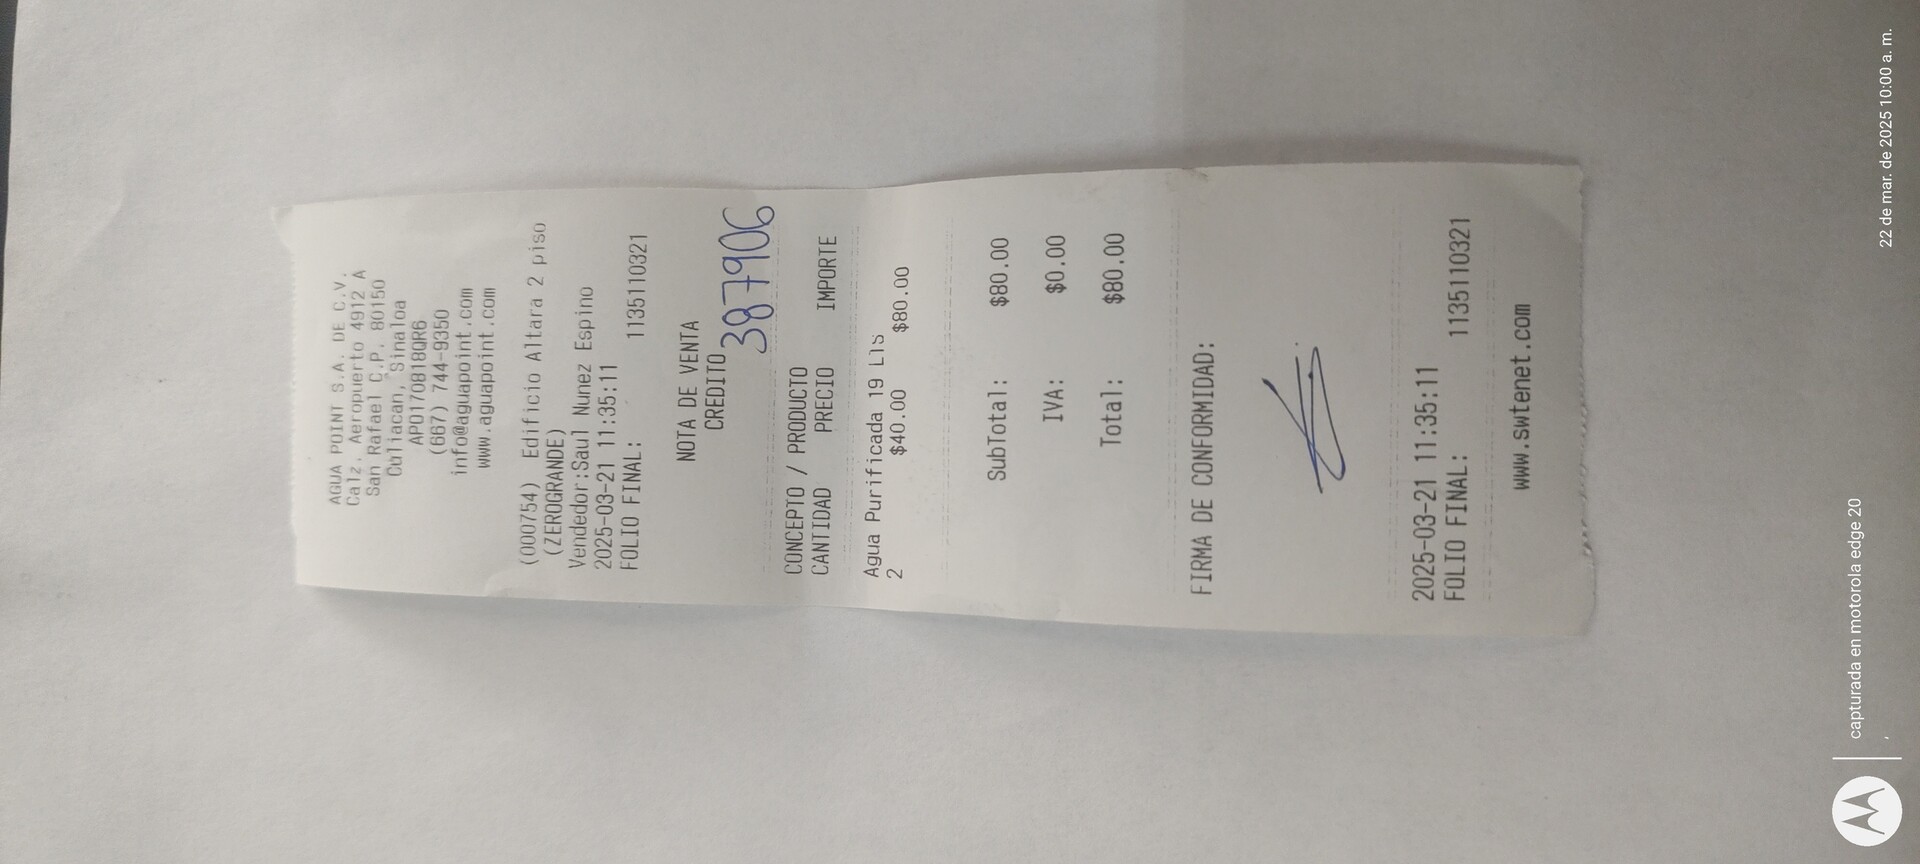 AGUA POINT S.A. DE C.V.
Calz. Aeropuerto 4912 A
San Rafael C.P. 80150
Culiacan, Sinaloa
APO170818QR6
(667) 744-9350
info@aguapoint.com
www.aguapoint.com
(000754) Edificio Altara 2 piso
(ZEROGRANDE)
Vendedor:Saul Nunez Espino
2025-03-21 11:35:11
FOLIO FINAL: 1135110321
NOTA DE VENTA
CREDITO
387906
CONCEPTO / PRODUCTO
CANTIDAD PRECIO IMPORTE
Agua Purificada 19 Lls
2 $40.00 $80.00
SubTotal: $80.00
IVA: $0.00
Total: $80.00
FIRMA DE CONFORMIDAD:
2025-03-21 11:35:11
FOLIO FINAL: 1135110321
www.swtenet.com
capturada en motorola edge 20
22 de mar. de 2025 10:00 a. m.